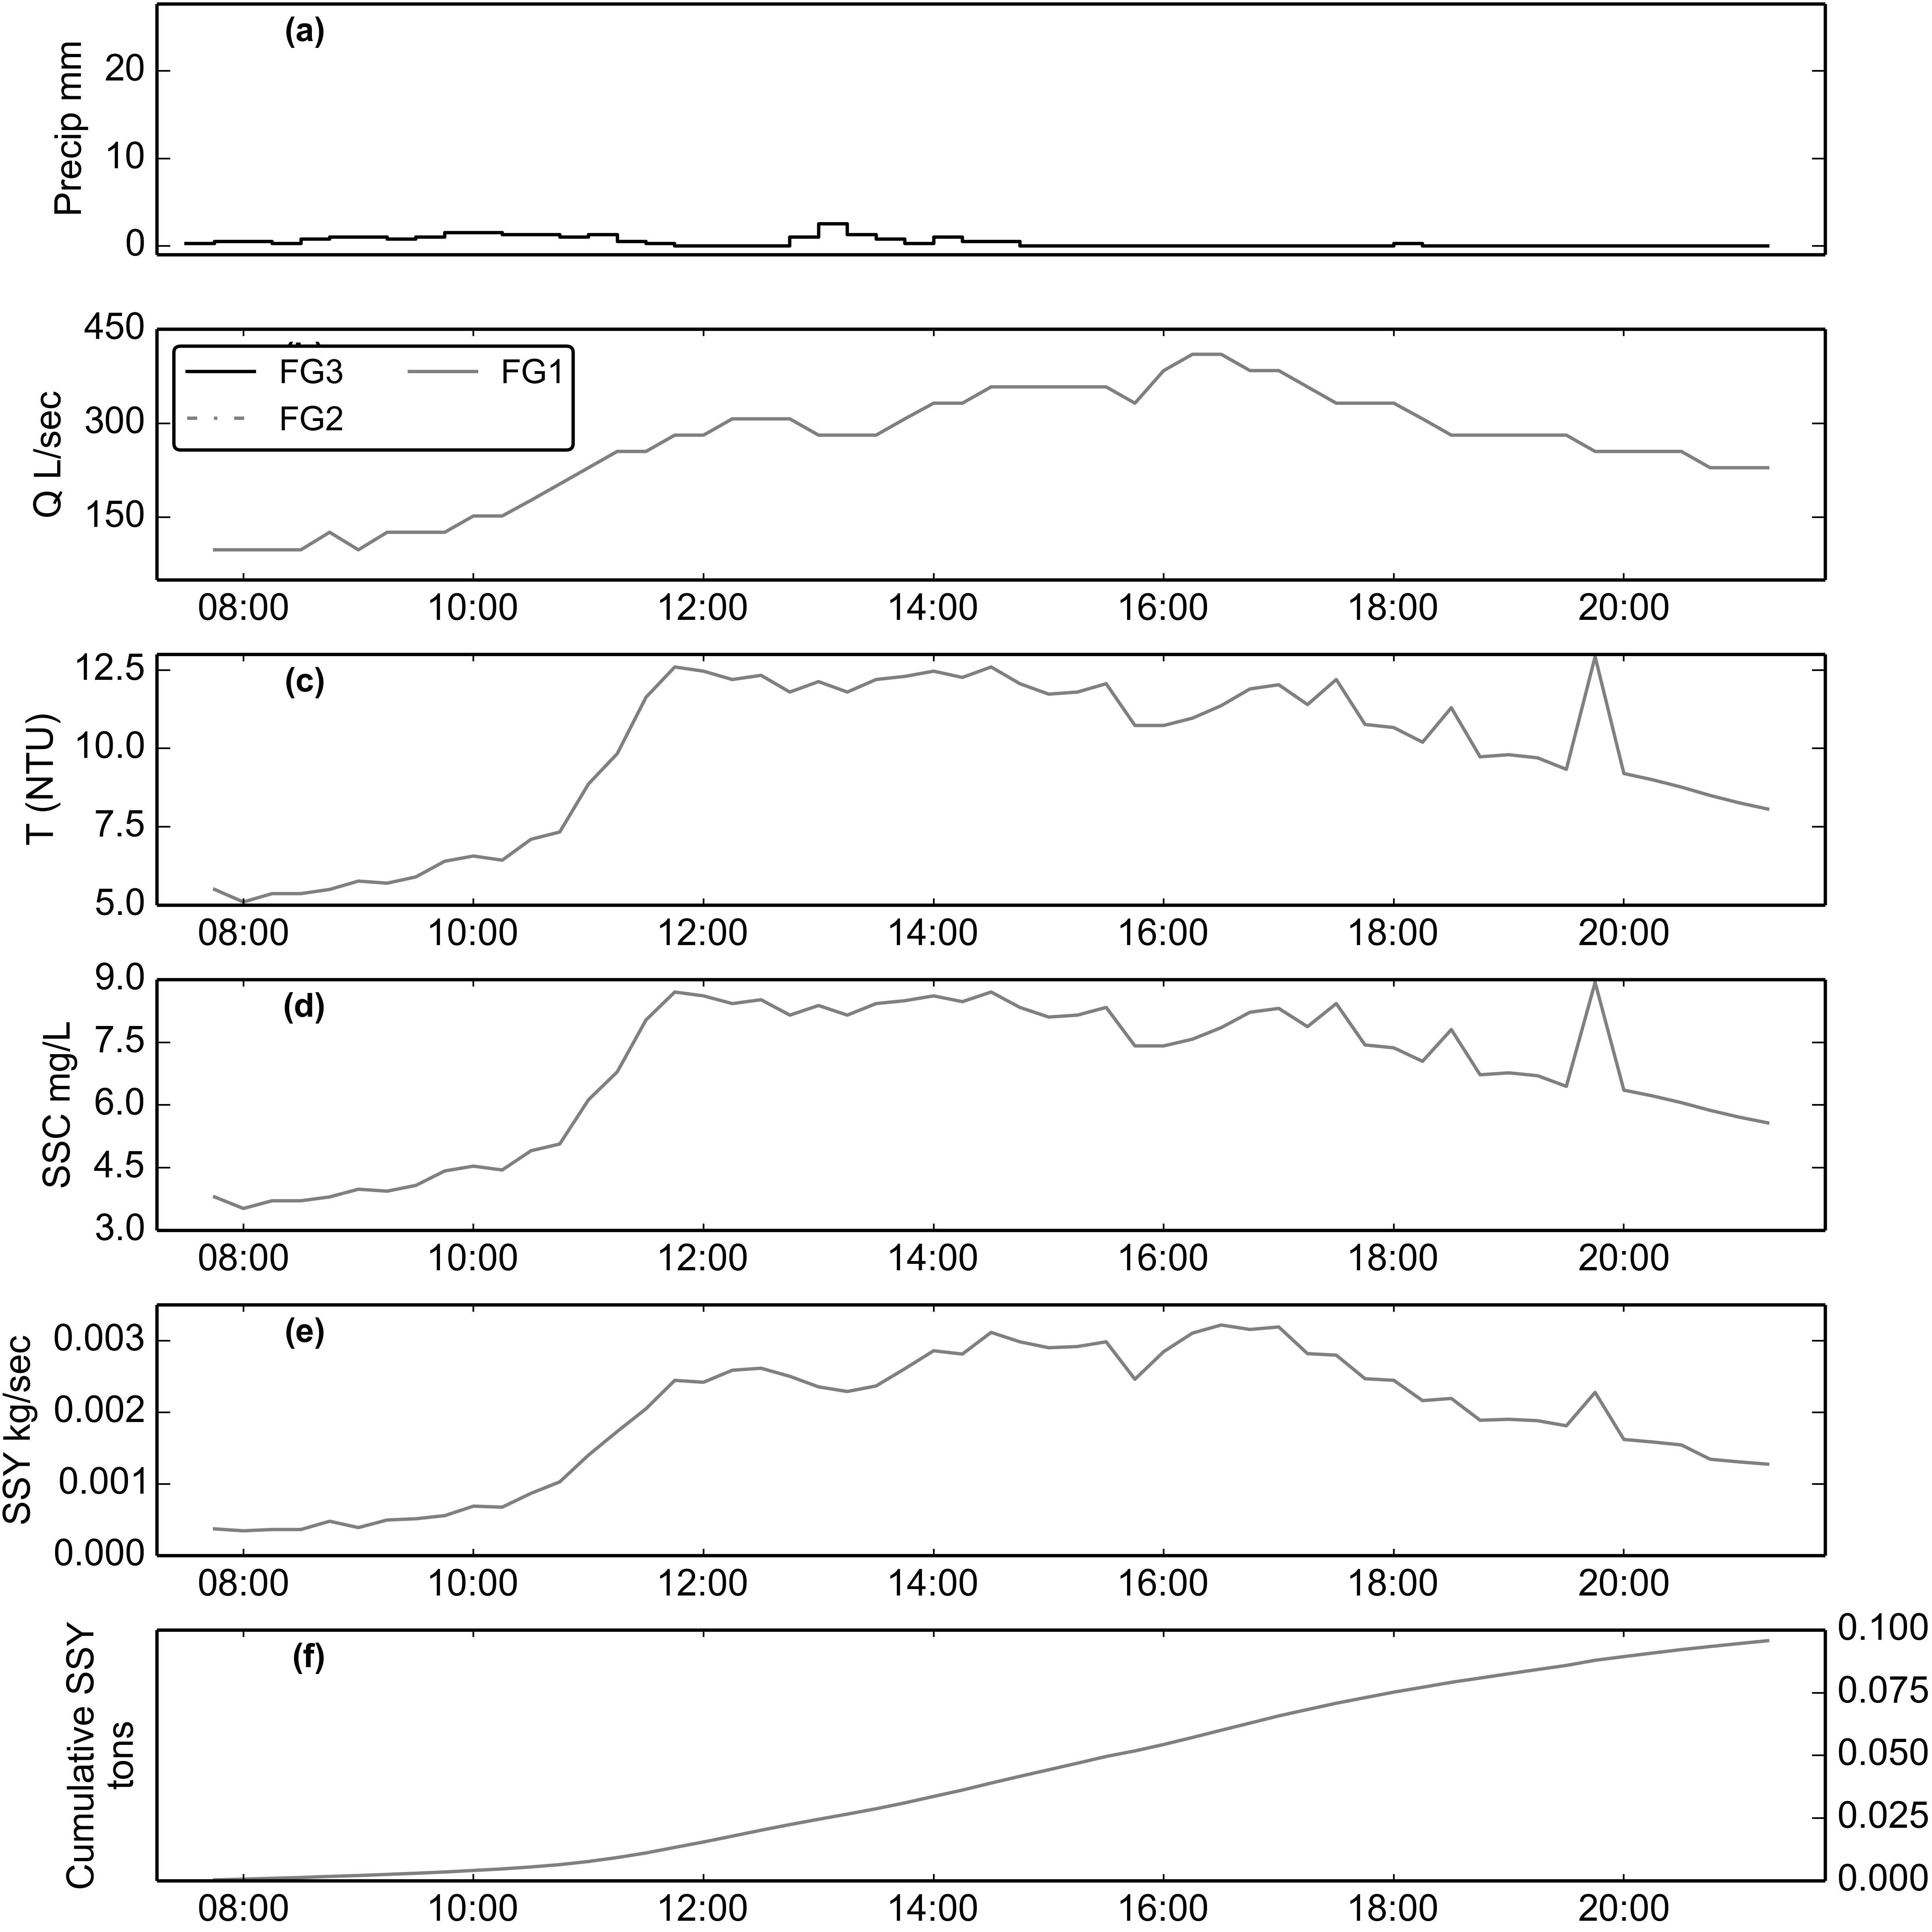 (a)
Precip mm
20
10
0
Q L/sec
450
300
150
FG3 FG1
FG2
08:00 10:00 12:00 14:00 16:00 18:00 20:00
(c)
T (NTU)
12.5
10.0
7.5
5.0
08:00 10:00 12:00 14:00 16:00 18:00 20:00
(d)
SSC mg/L
9.0
7.5
6.0
4.5
3.0
08:00 10:00 12:00 14:00 16:00 18:00 20:00
(e)
SSY kg/sec
0.003
0.002
0.001
0.000
08:00 10:00 12:00 14:00 16:00 18:00 20:00
(f)
Cumulative SSY
tons
0.100
0.075
0.050
0.025
0.000
08:00 10:00 12:00 14:00 16:00 18:00 20:00